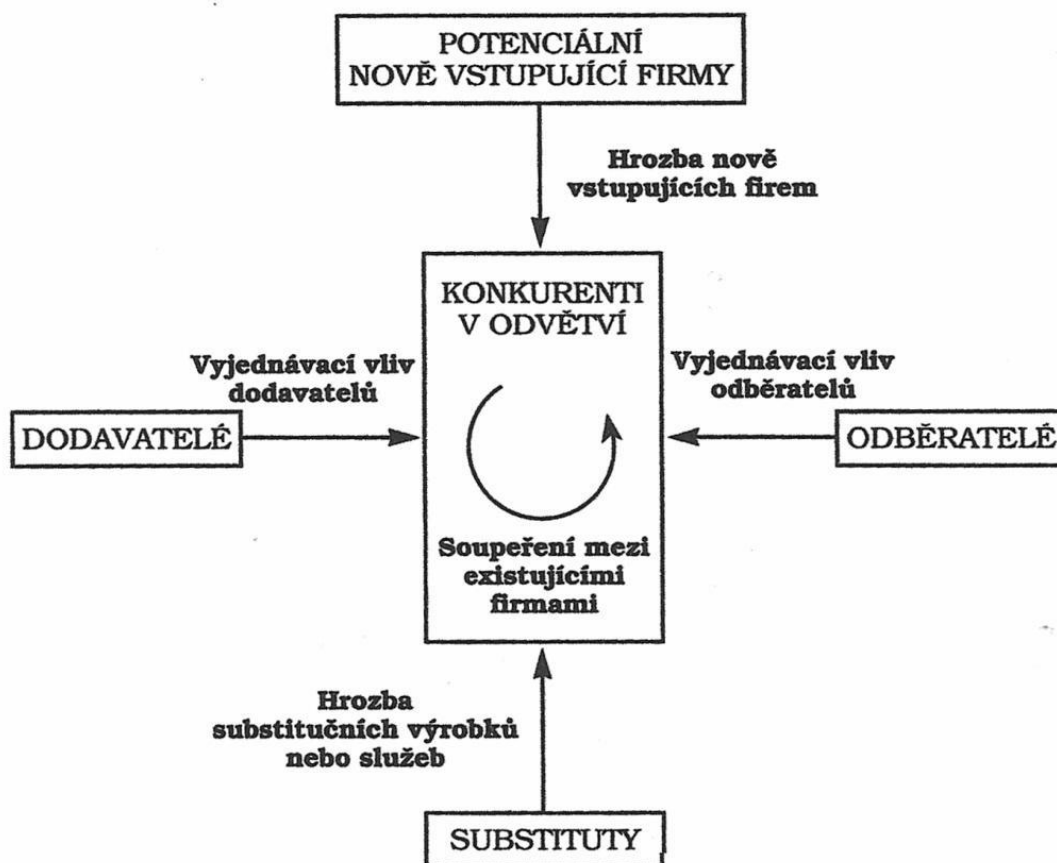 POTENCIÁLNÍ
NOVĚ VSTUPUJÍCÍ FIRMY
Hrozba nově
vstupujících firem
KONKURENTI
V ODVĚTVÍ
Vyjednávací vliv
dodavatelů
Vyjednávací vliv
odběratelů
DODAVATELÉ
ODBĚRATELÉ
Soupeření mezi
existujícími
firmami
Hrozba
substitučních výrobků
nebo služeb
SUBSTITUTY